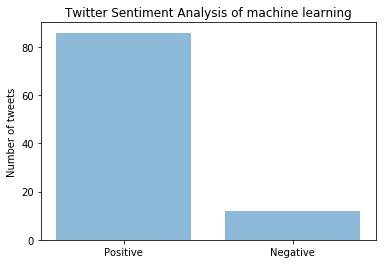 Twitter Sentiment Analysis of machine learning
Number of tweets
80
60
40
20
0
Positive Negative